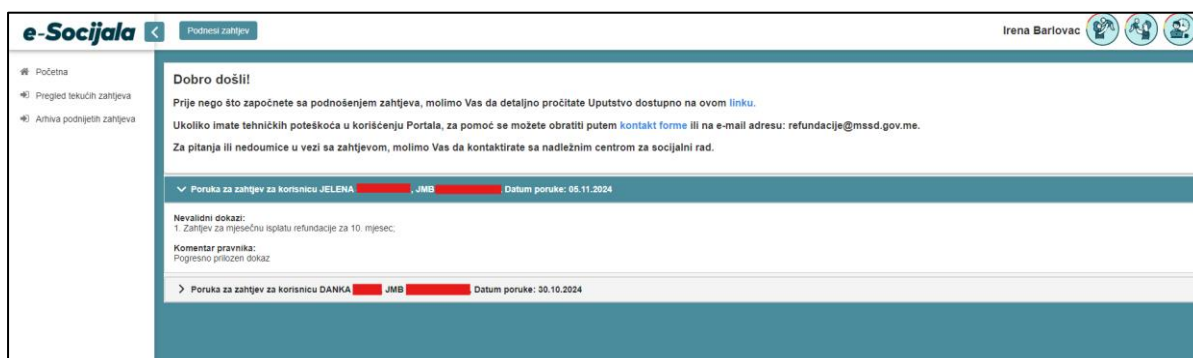 e-Socijala
Podnesi zahtjev
Irena Barlovac
Početna
Pregled tekućih zahtjeva
Arhiva podnijetih zahtjeva
Dobro došli!
Prije nego što započnete sa podnošenjem zahtjeva, molimo Vas da detaljno pročitate Uputstvo dostupno na ovom linku.
Ukoliko imate tehničkih poteškoća u korišćenju Portala, za pomoć se možete obratiti putem kontakt forme ili na e-mail adresu: refundacije@mssd.gov.me.
Za pitanja ili nedoumice u vezi sa zahtjevom, molimo Vas da kontaktirate sa nadležnim centrom za socijalni rad.
Poruka za zahtjev za korisnicu JELENA , JMB Datum poruke: 05.11.2024
Nevalidni dokazi:
1. Zahtjev za mjesečnu isplatu refundacije za 10. mjesec;
Komentar pravnika:
Pogresno prilozen dokaz
Poruka za zahtjev za korisnicu DANKA JMB , Datum poruke: 30.10.2024